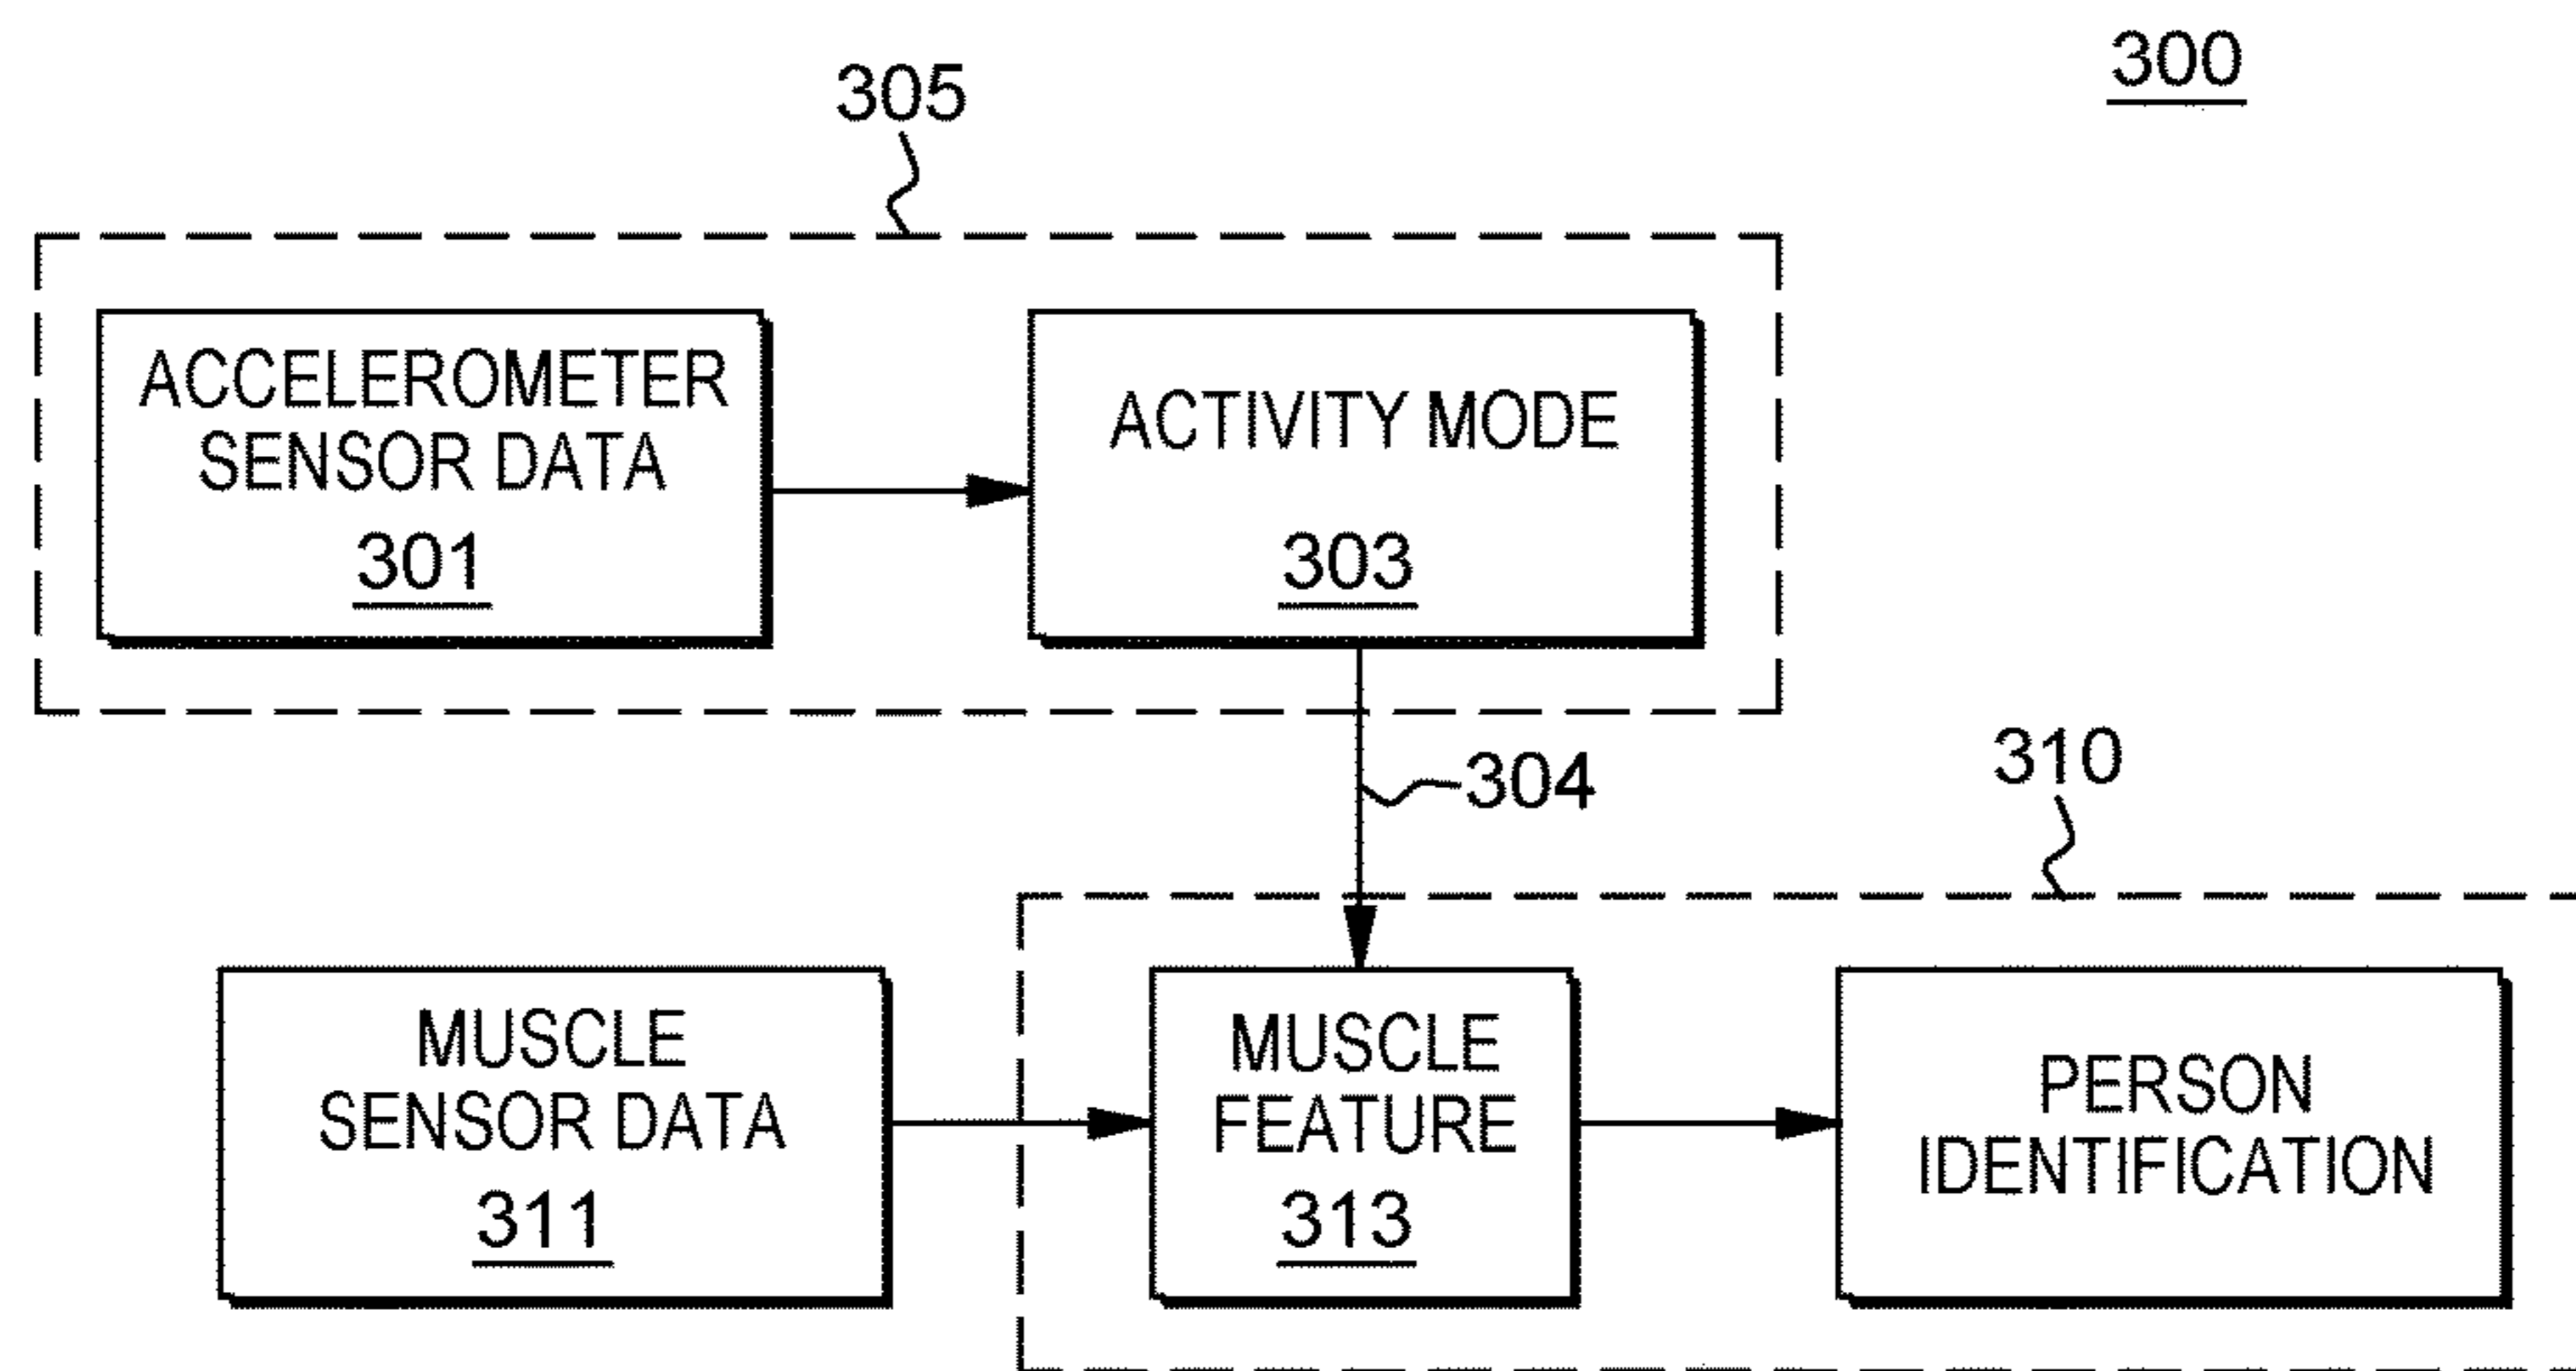 300
305
ACCELEROMETER
SENSOR DATA
301
ACTIVITY MODE
303
304
310
MUSCLE
SENSOR DATA
311
MUSCLE
FEATURE
313
PERSON
IDENTIFICATION